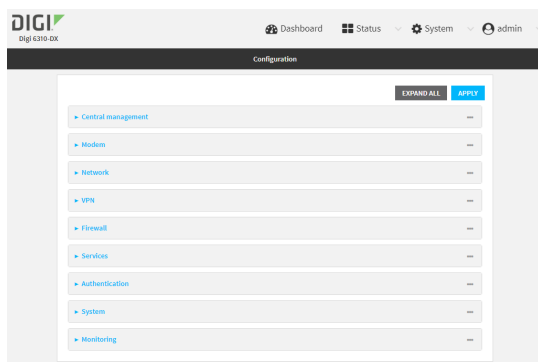 DIGI
Digi 6310-DX
Dashboard Status System admin
Configuration
EXPAND ALL APPLY
Central management
Modem
Network
VPN
Firewall
Services
Authentication
System
Monitoring